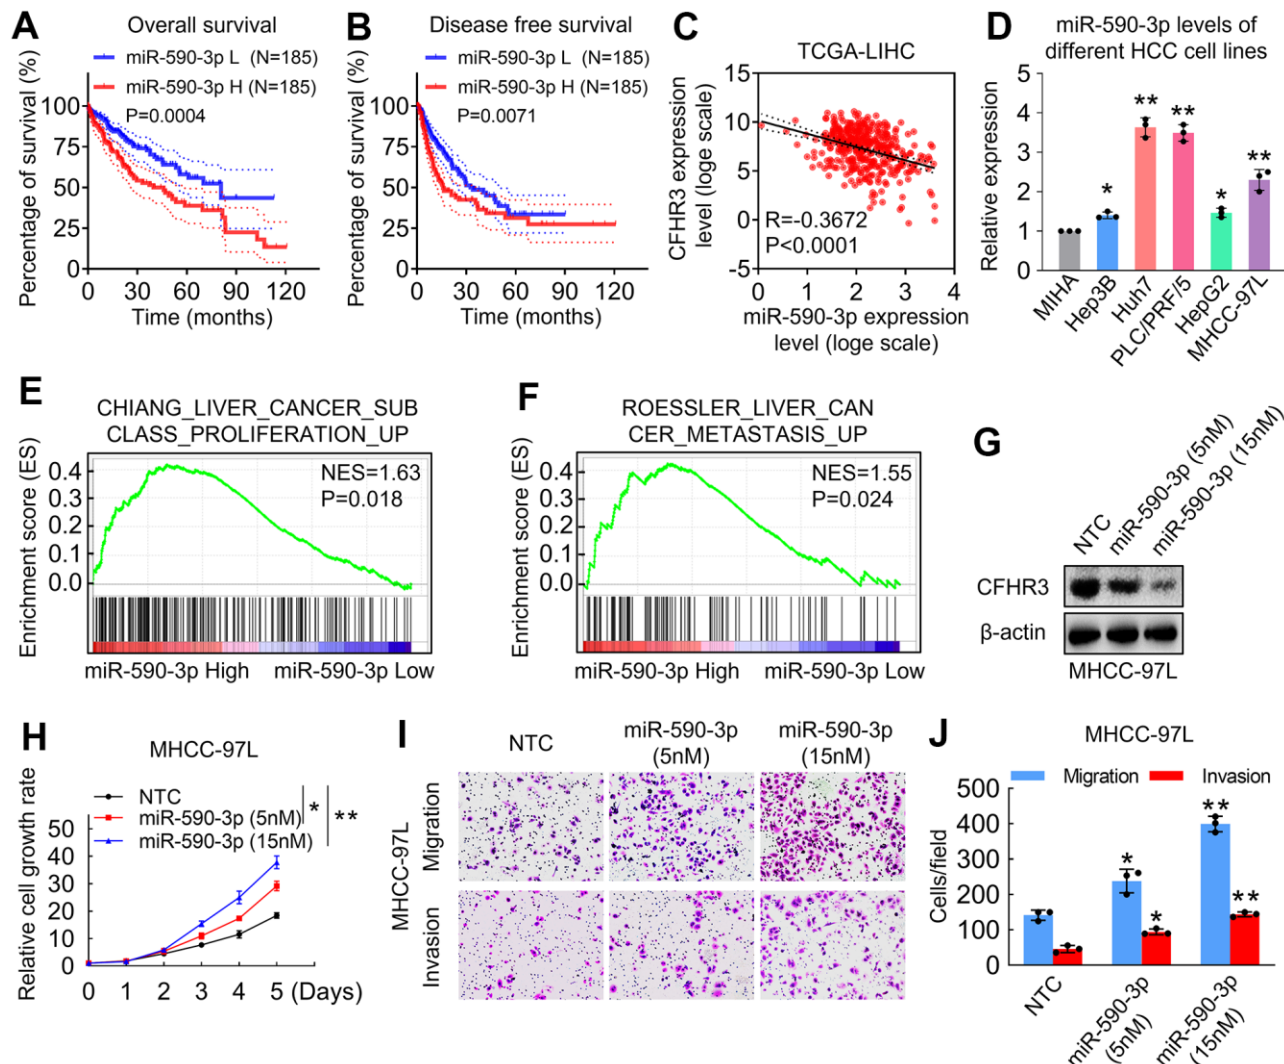 A
Overall survival
miR-590-3p L (N=185)
miR-590-3p H (N=185)
P=0.0004
Percentage of survival (%)
100
75
50
25
0
0 30 60 90 120
Time (months)
B
Disease free survival
miR-590-3p L (N=185)
miR-590-3p H (N=185)
P=0.0071
Percentage of survival (%)
100
75
50
25
0
0 30 60 90 120
Time (months)
C
TCGA-LIHC
CFHR3 expression
level (loge scale)
15
10
5
0
-5
R=-0.3672
P<0.0001
0 1 2 3 4
miR-590-3p expression
level (loge scale)
D
miR-590-3p levels of
different HCC cell lines
Relative expression
5
4
3
2
1
0
* ** ** * **
MIHA
Hep3B
Huh7
PLC/PRF/5
HepG2
MHCC-97L
E
CHIANG_LIVER_CANCER_SUB
CLASS_PROLIFERATION_UP
Enrichment score (ES)
0.4
0.3
0.2
0.1
0.0
NES=1.63
P=0.018
miR-590-3p High miR-590-3p Low
F
ROESSLER_LIVER_CAN
CER_METASTASIS_UP
Enrichment score (ES)
0.4
0.3
0.2
0.1
0.0
NES=1.55
P=0.024
miR-590-3p High miR-590-3p Low
G
NTC
miR-590-3p (5nM)
miR-590-3p (15nM)
CFHR3
β-actin
MHCC-97L
H
MHCC-97L
NTC
miR-590-3p (5nM)
miR-590-3p (15nM)
* **
Relative cell growth rate
50
40
30
20
10
0
0 1 2 3 4 5 (Days)
I
NTC
miR-590-3p
(5nM)
miR-590-3p
(15nM)
MHCC-97L
Migration
Invasion
J
MHCC-97L
Migration Invasion
Cells/field
500
400
300
200
100
0
* * ** **
NTC
miR-590-3p
(5nM)
miR-590-3p
(15nM)